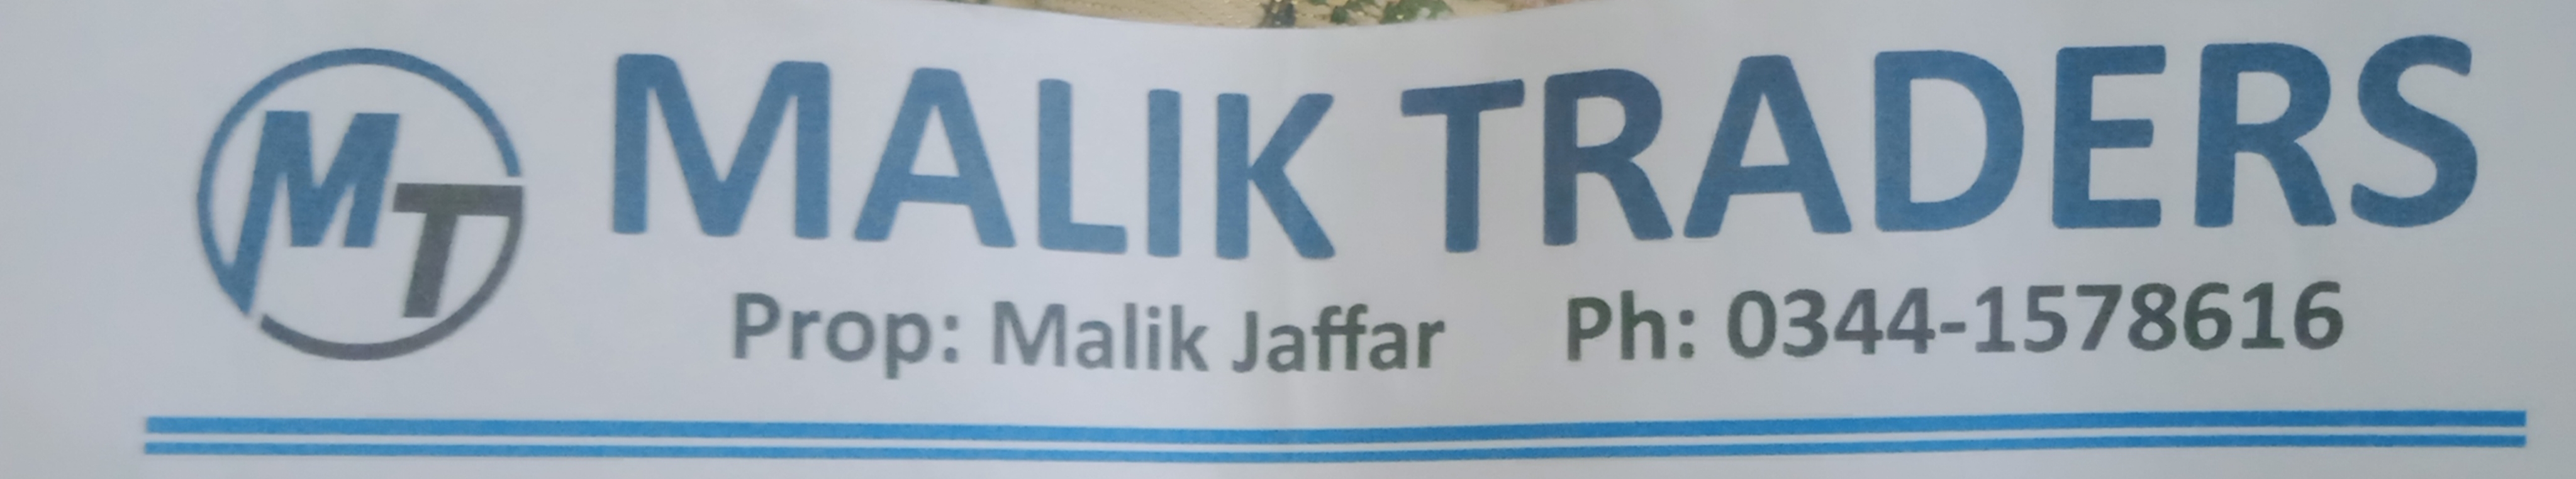 MT
MALIK TRADERS
Prop: Malik Jaffar Ph: 0344-1578616